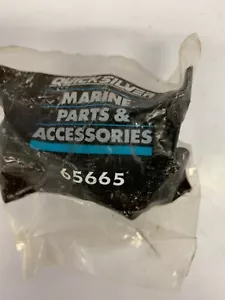 QUICKSILVER
MARINE
PARTS &
ACCESSORIES
65665